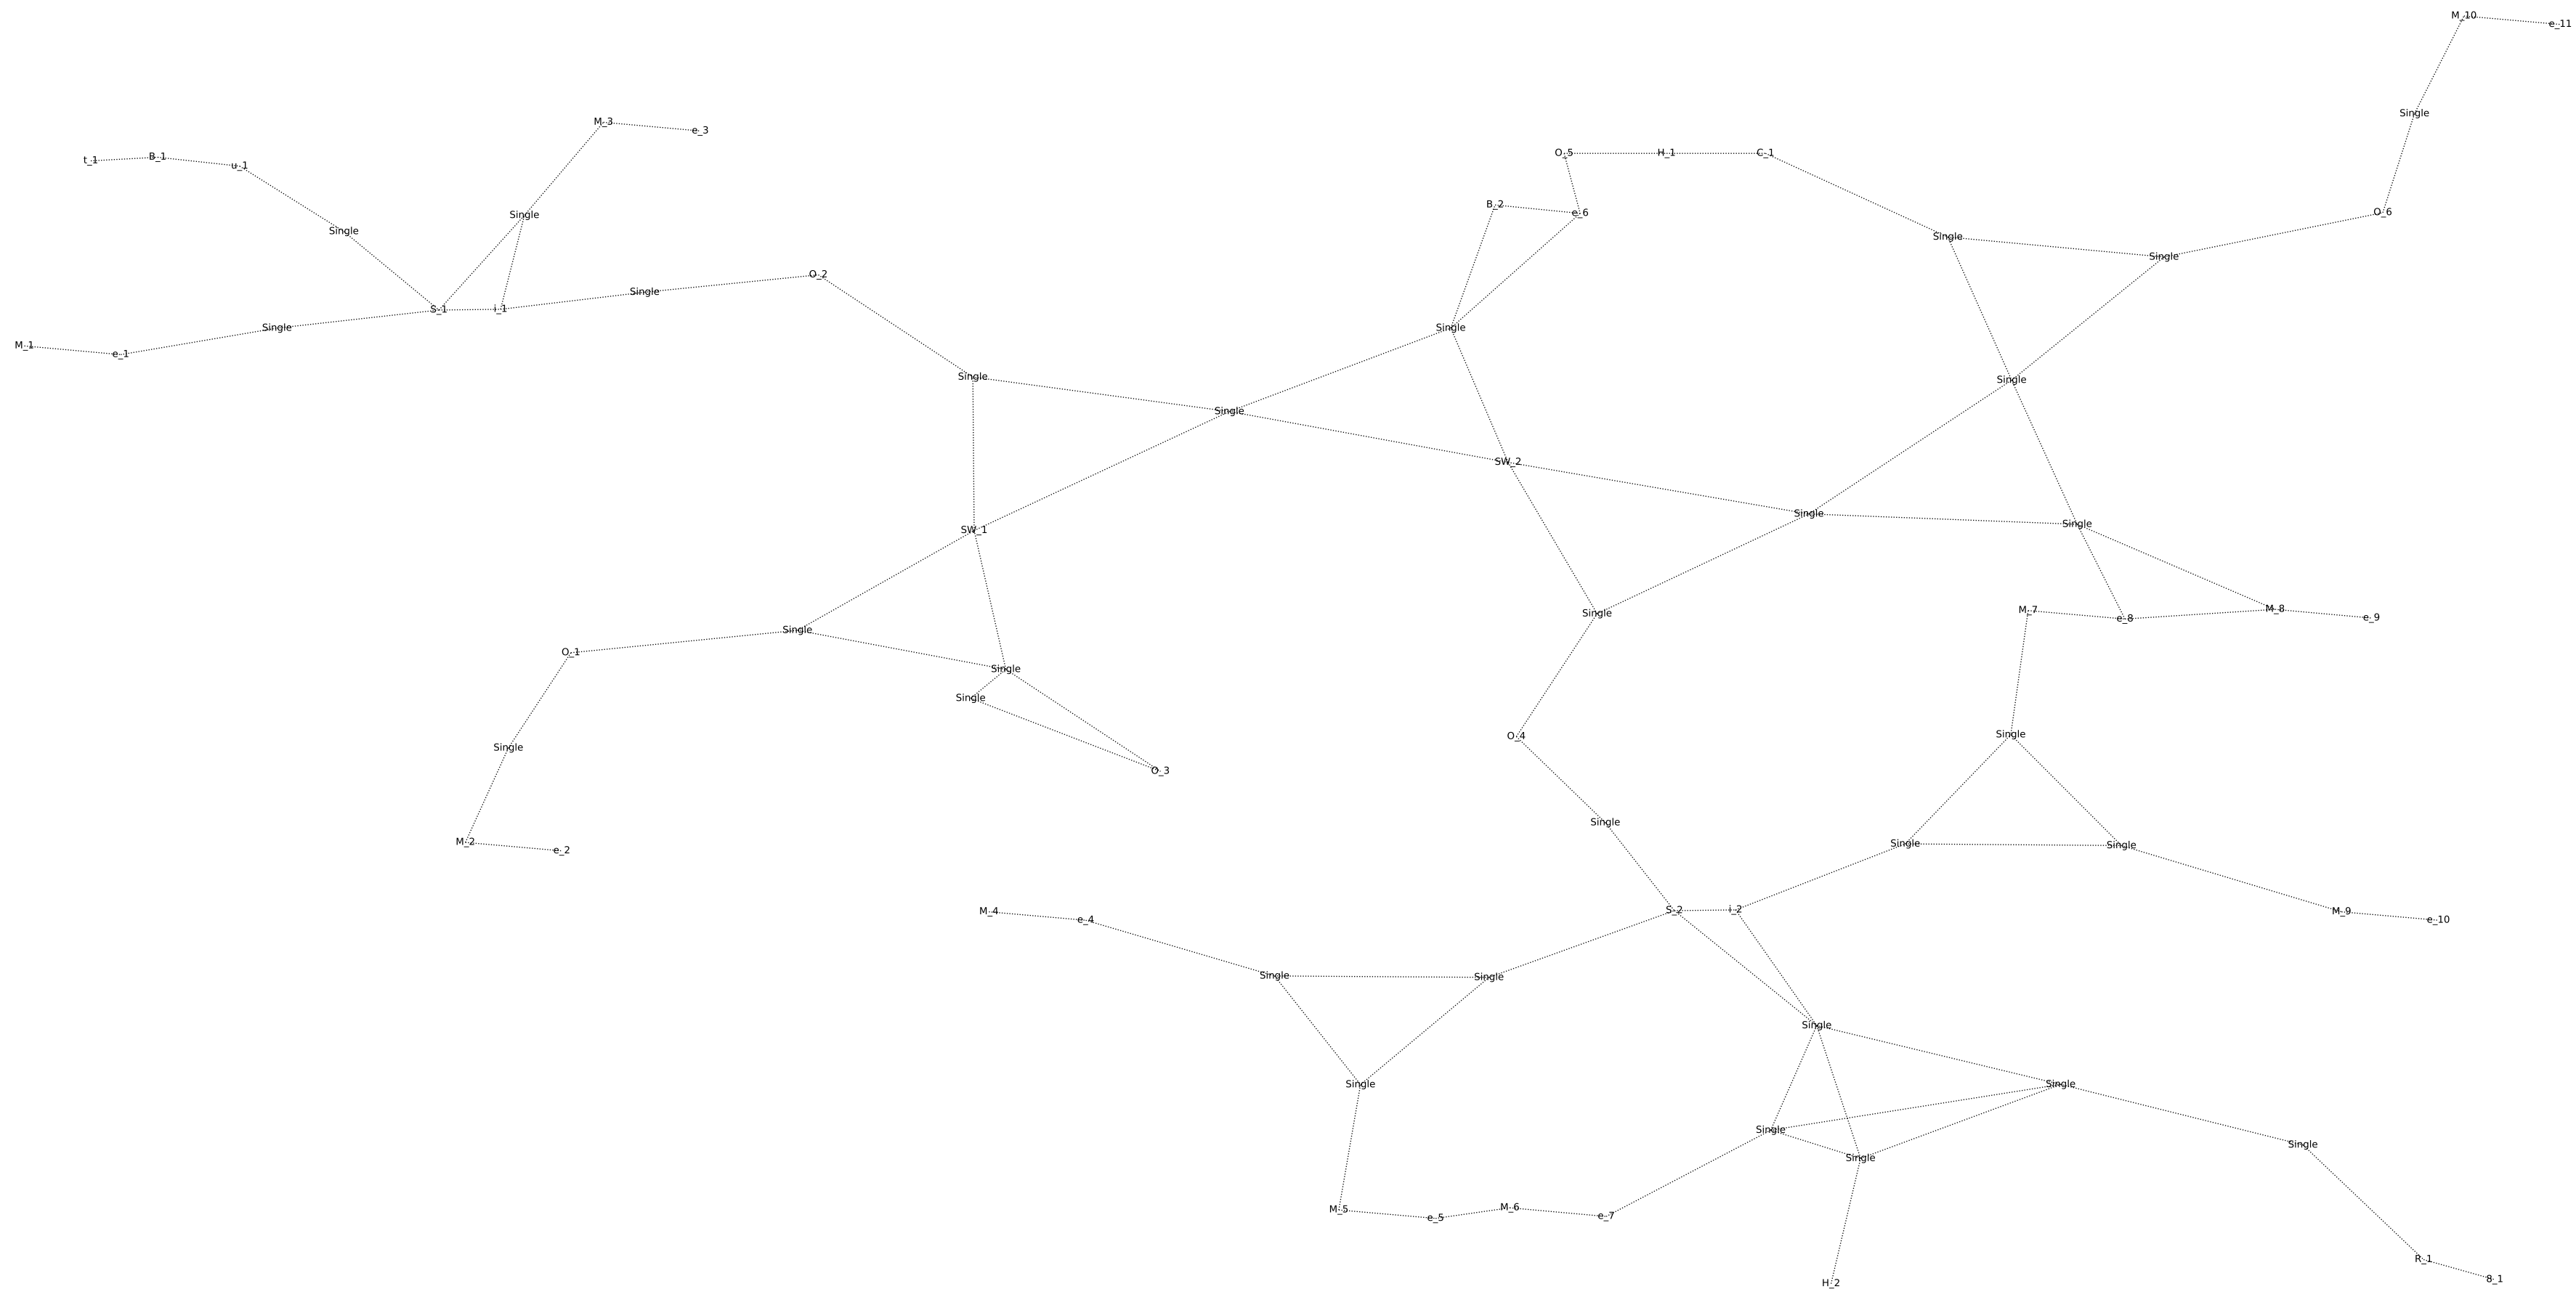 M_10
e_11
Single
M_3
e_3
t_1
B_1
u_1
O_5
H_1
C_1
B_2
e_6
O_6
Single
Single
Single
Single
O_2
Single
S_1
i_1
Single
Single
M_1
e_1
Single
Single
Single
SW_2
Single
Single
SW_1
Single
M_7
e_8
M_8
e_9
Single
O_1
Single
Single
O_3
O_4
Single
Single
Single
M_2
e_2
Single
Single
M_4
e_4
S_2
i_2
M_9
e_10
Single
Single
Single
Single
Single
Single
Single
Single
M_5
e_5
M_6
e_7
H_2
R_1
8_1